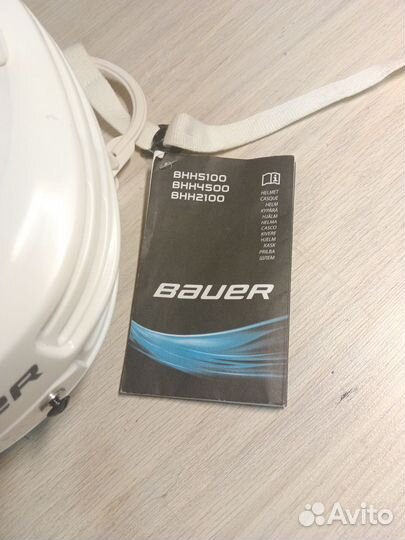 BHH5100
BHH4500
BHH2100
HELMET
CASQUE
HELM
KYPÄRÄ
HJÄLM
HELMA
CASCO
KIVERE
HJELM
KASK
PRILBA
ШЛЕМ
BAUER
ER
Avito